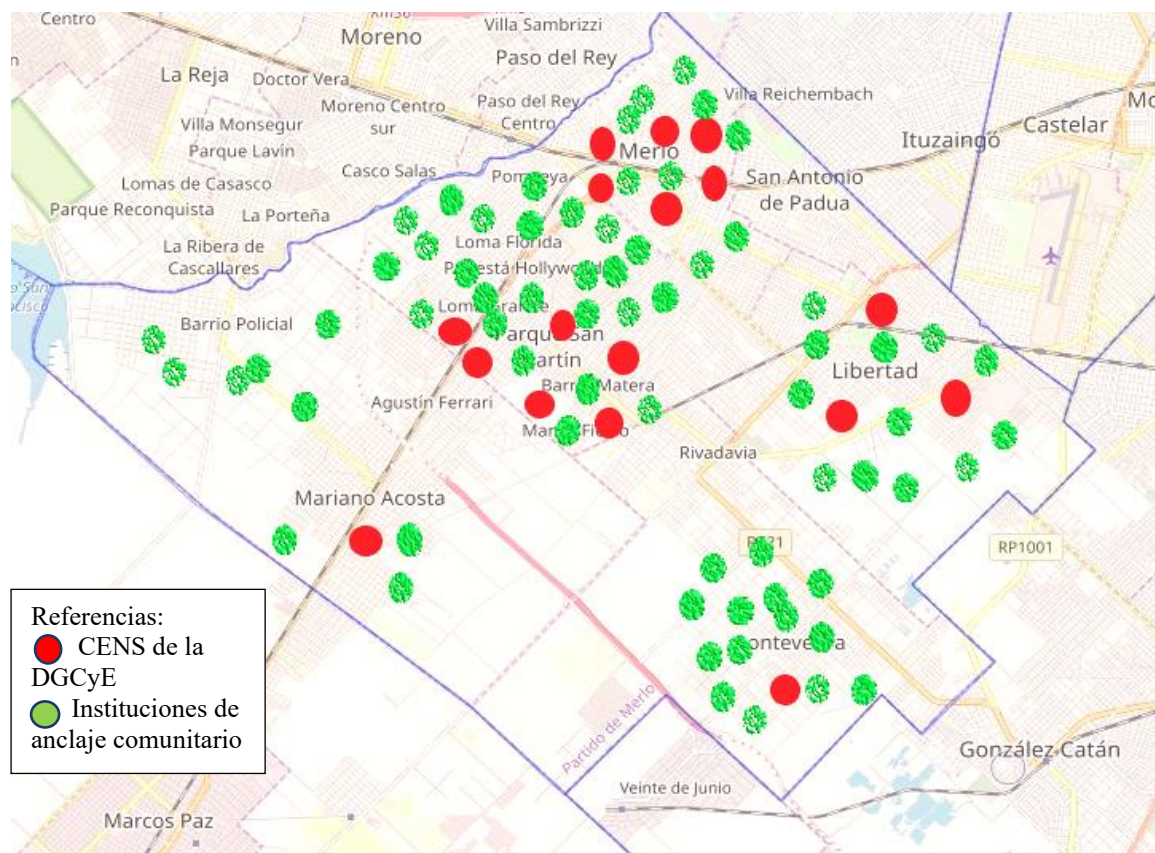 Centro
Villa Sambrizzi
Moreno
Paso del Rey
La Reja
Doctor Vera
Moreno Centro
sur
Paso del Rey
Centro
Villa Reichembach
Villa Monsegur
Parque Lavín
Ituzaingó
Castelar
Merlo
Casco Salas
Lomas de Casasco
San Antonio
de Padua
Parque Reconquista
La Porteña
La Ribera de
Cascallares
Loma Florida
Barrio Policial
Parque San
Martín
Libertad
Agustín Ferrari
Barrio Matera
Rivadavia
Mariano Acosta
RP1001
Referencias:
CENS de la
DGCyE
Instituciones de
anclaje comunitario
Partido de Merlo
González Catán
Veinte de Junio
Marcos Paz